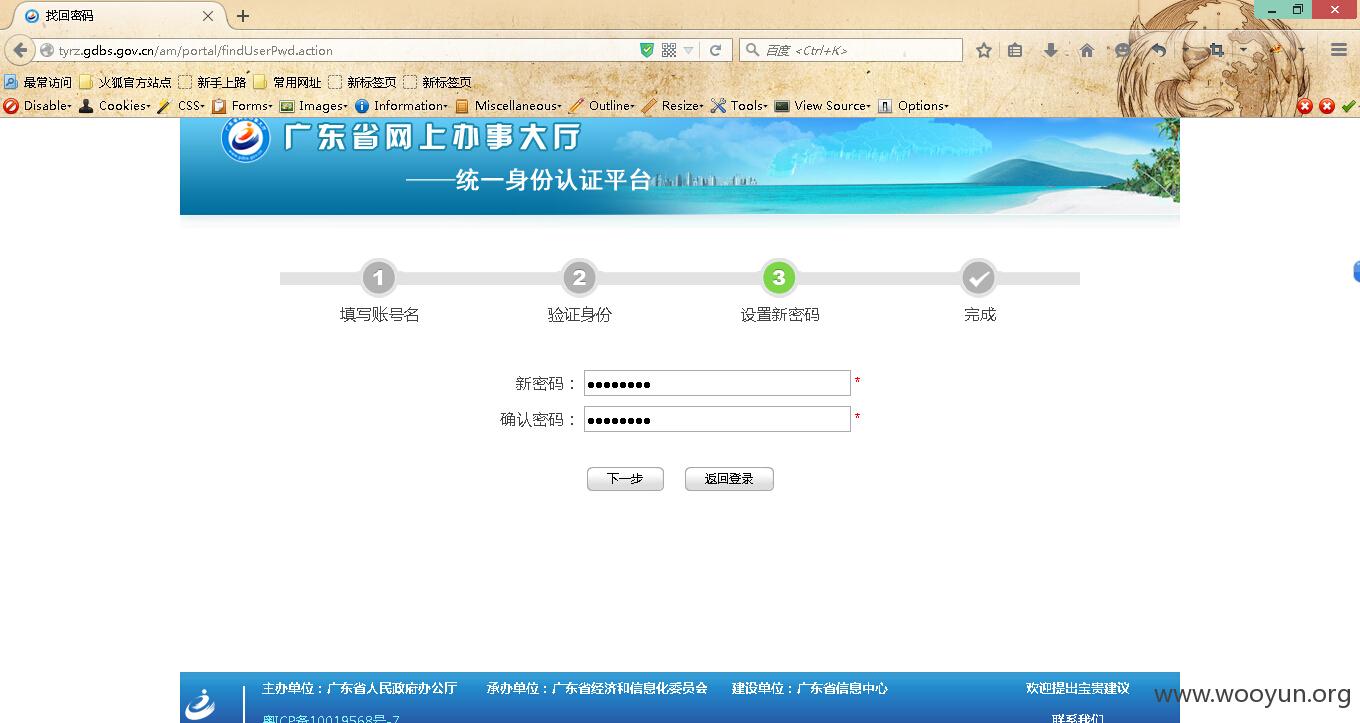 找回密码
tyrz.gdbs.gov.cn/am/portal/findUserPwd.action
百度 <Ctrl+K>
最常访问 火狐官方站点 新手上路 常用网址 新标签页 新标签页
Disable Cookies CSS Forms Images Information Miscellaneous Outline Resize Tools View Source Options
广东省网上办事大厅
——统一身份认证平台
1 2 3
填写账号名 验证身份 设置新密码 完成
新密码： ●●●●●●●● *
确认密码： ●●●●●●●● *
下一步 返回登录
主办单位：广东省人民政府办公厅 承办单位：广东省经济和信息化委员会 建设单位：广东省信息中心 欢迎提出宝贵建议
www.wooyun.org
粤ICP备10019568号-7 联系我们